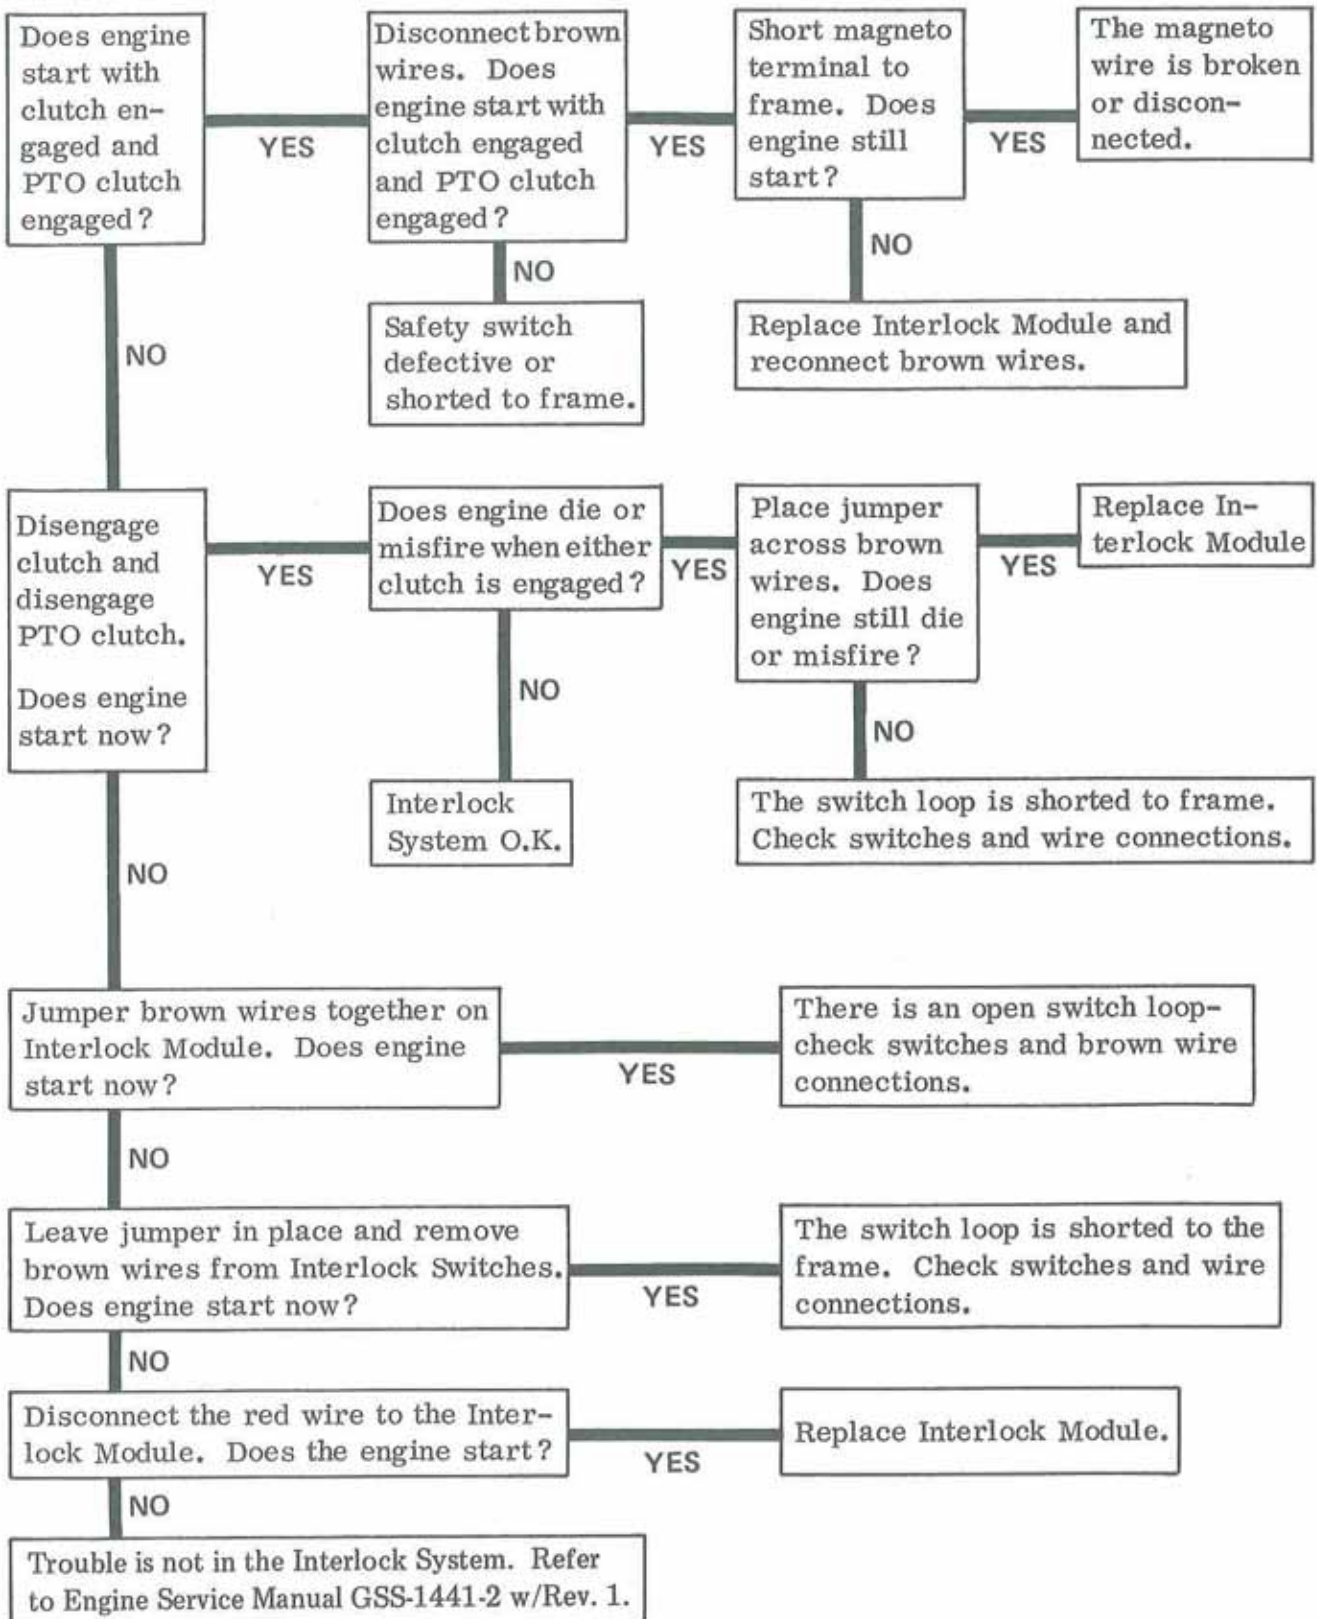 Does engine
start with
clutch en-
gaged and
PTO clutch
engaged?
YES
Disconnect brown
wires. Does
engine start with
clutch engaged
and PTO clutch
engaged?
YES
Short magneto
terminal to
frame. Does
engine still
start?
YES
The magneto
wire is broken
or discon-
nected.
NO
Safety switch
defective or
shorted to frame.
NO
Replace Interlock Module and
reconnect brown wires.
NO
Disengage
clutch and
disengage
PTO clutch.
Does engine
start now?
YES
Does engine die or
misfire when either
clutch is engaged?
YES
Place jumper
across brown
wires. Does
engine still die
or misfire?
YES
Replace In-
terlock Module
NO
Interlock
System O.K.
NO
The switch loop is shorted to frame.
Check switches and wire connections.
NO
Jumper brown wires together on
Interlock Module. Does engine
start now?
YES
There is an open switch loop-
check switches and brown wire
connections.
NO
Leave jumper in place and remove
brown wires from Interlock Switches.
Does engine start now?
YES
The switch loop is shorted to the
frame. Check switches and wire
connections.
NO
Disconnect the red wire to the Inter-
lock Module. Does the engine start?
YES
Replace Interlock Module.
NO
Trouble is not in the Interlock System. Refer
to Engine Service Manual GSS-1441-2 w/Rev. 1.